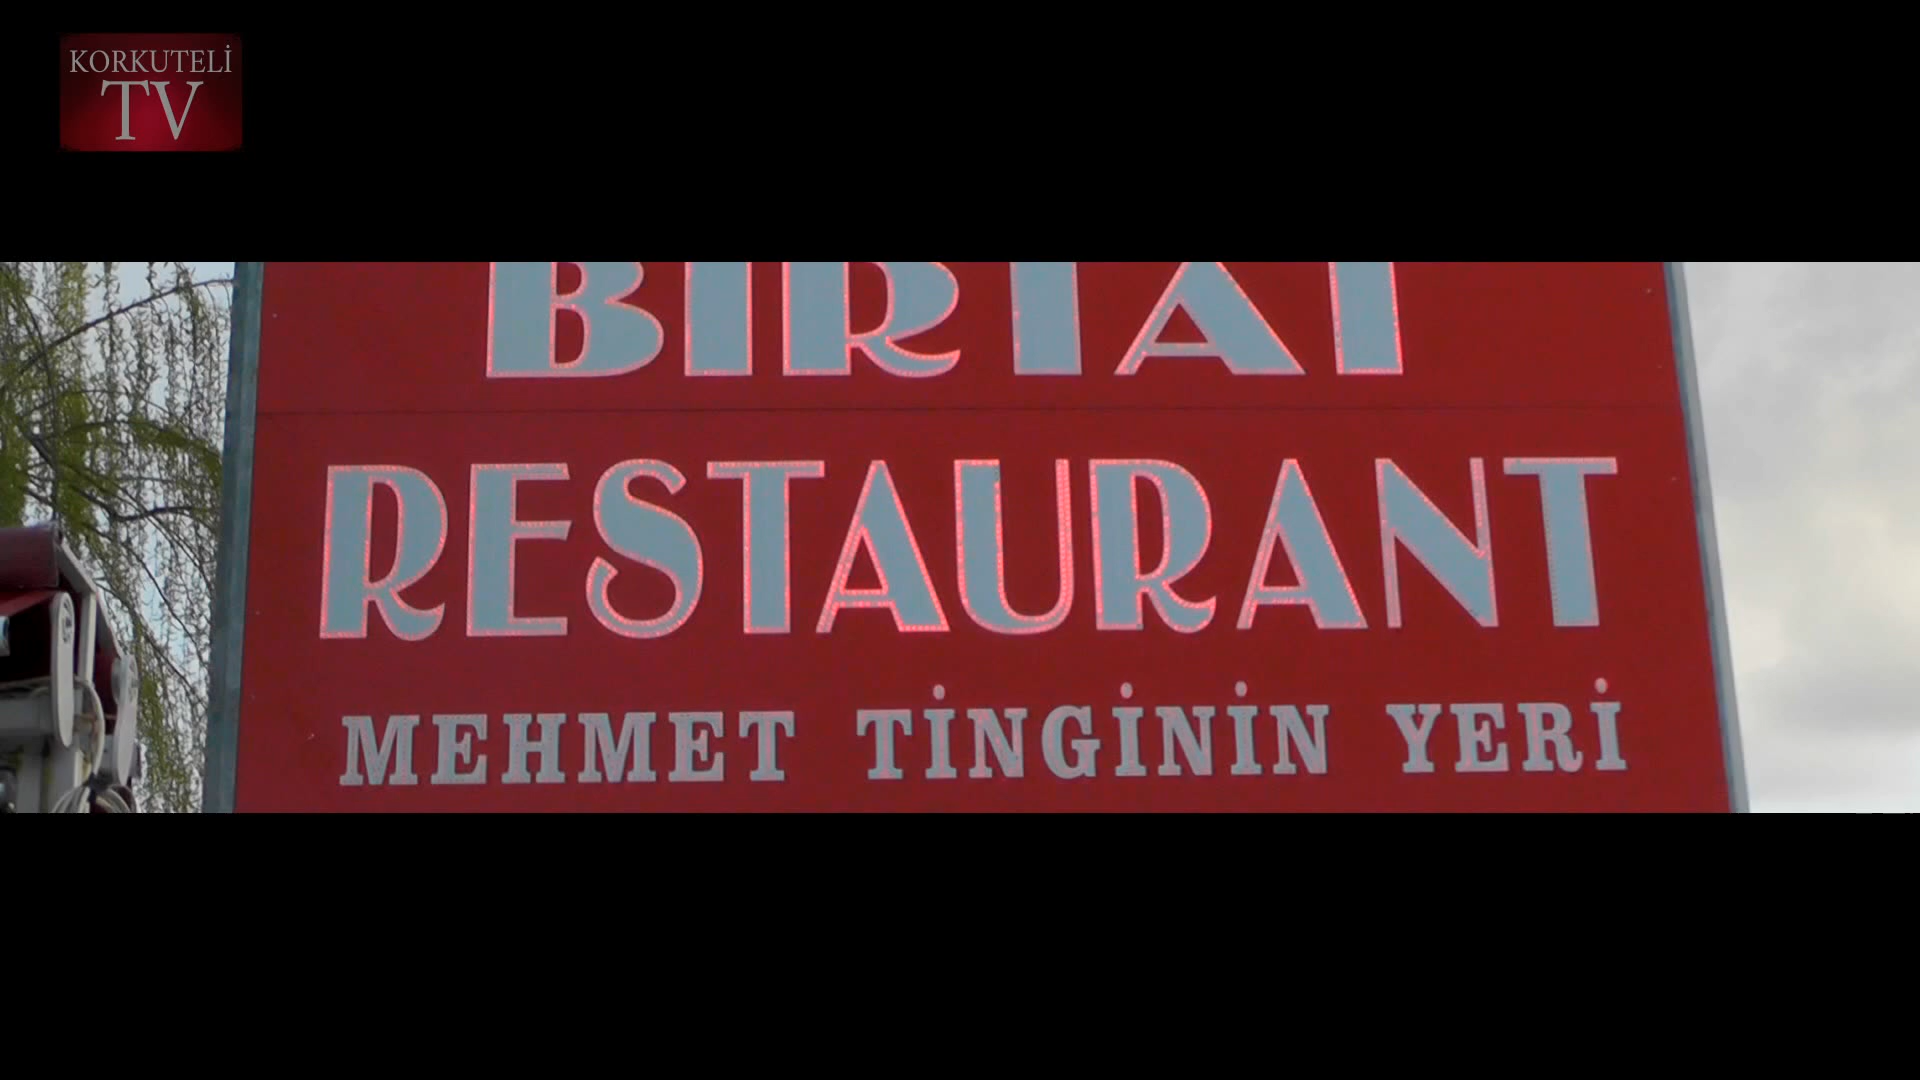 KORKUTELİ
TV
RESTAURANT
MEHMET TİNGİNİN YERİ